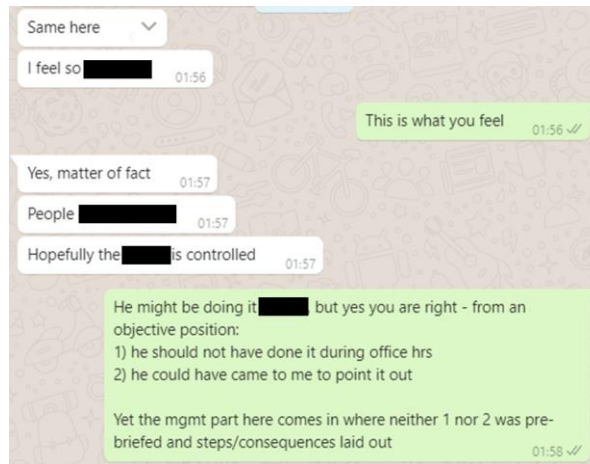 Same here
I feel so
01:56
This is what you feel
01:56
Yes, matter of fact
01:57
People
01:57
Hopefully the is controlled
01:57
He might be doing it , but yes you are right - from an
objective position:
1) he should not have done it during office hrs
2) he could have came to me to point it out
Yet the mgmt part here comes in where neither 1 nor 2 was pre-
briefed and steps/consequences laid out
01:58